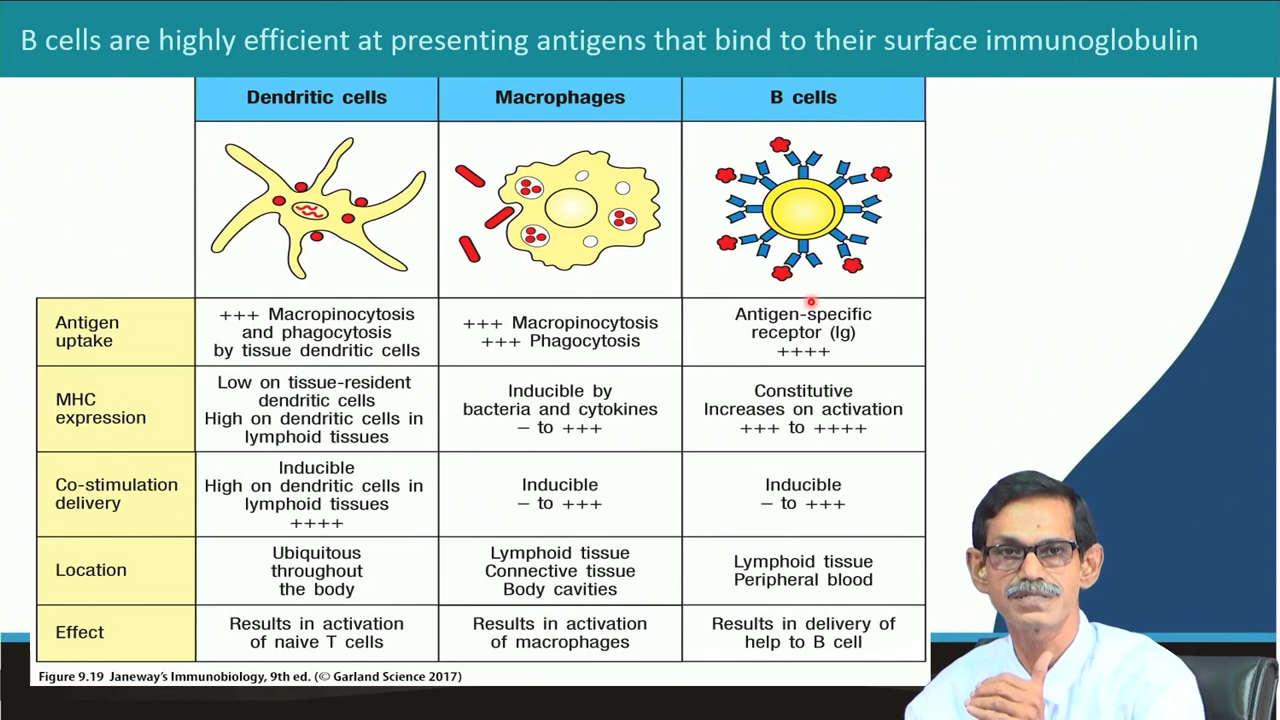 B cells are highly efficient at presenting antigens that bind to their surface immunoglobulin
Dendritic cells
Macrophages
B cells
Antigen
uptake
+++ Macropinocytosis
and phagocytosis
by tissue dendritic cells
+++ Macropinocytosis
+++ Phagocytosis
Antigen-specific
receptor (Ig)
++++
MHC
expression
Low on tissue-resident
dendritic cells
High on dendritic cells in
lymphoid tissues
Inducible by
bacteria and cytokines
− to +++
Constitutive
Increases on activation
+++ to ++++
Co-stimulation
delivery
Inducible
High on dendritic cells in
lymphoid tissues
++++
Inducible
− to +++
Inducible
− to +++
Location
Ubiquitous
throughout
the body
Lymphoid tissue
Connective tissue
Body cavities
Lymphoid tissue
Peripheral blood
Effect
Results in activation
of naive T cells
Results in activation
of macrophages
Results in delivery of
help to B cell
Figure 9.19 Janeway's Immunobiology, 9th ed. (© Garland Science 2017)